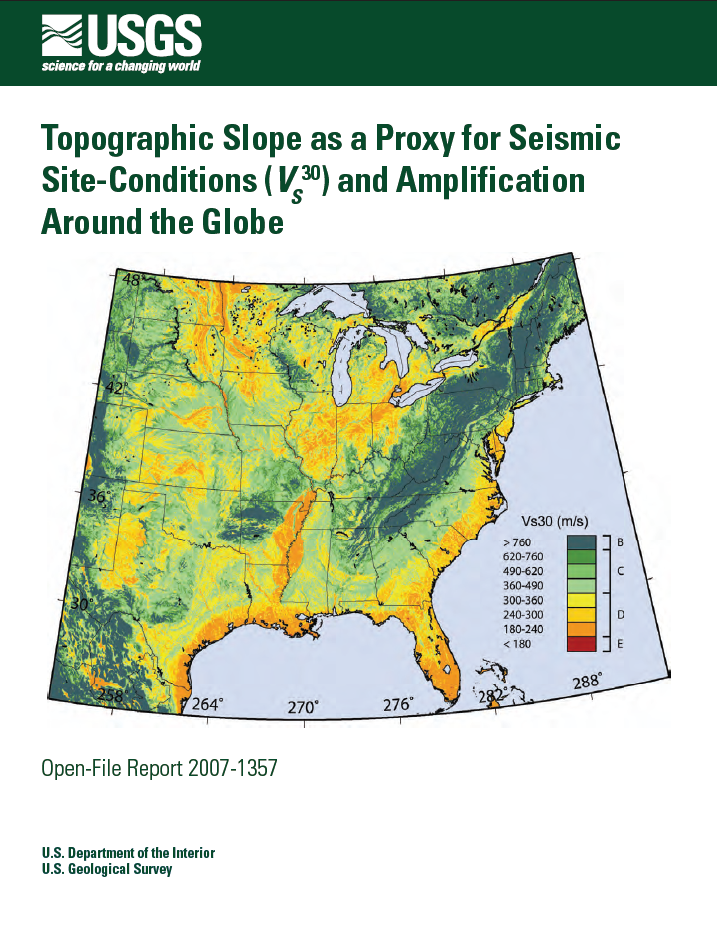 USGS
science for a changing world
Topographic Slope as a Proxy for Seismic
Site-Conditions (Vs30) and Amplification
Around the Globe
48°
42°
36°
30°
258°
264°
270°
276°
282°
288°
Vs30 (m/s)
> 760 B
620-760
490-620 C
360-490
300-360
240-300 D
180-240
< 180 E
Open-File Report 2007-1357
U.S. Department of the Interior
U.S. Geological Survey